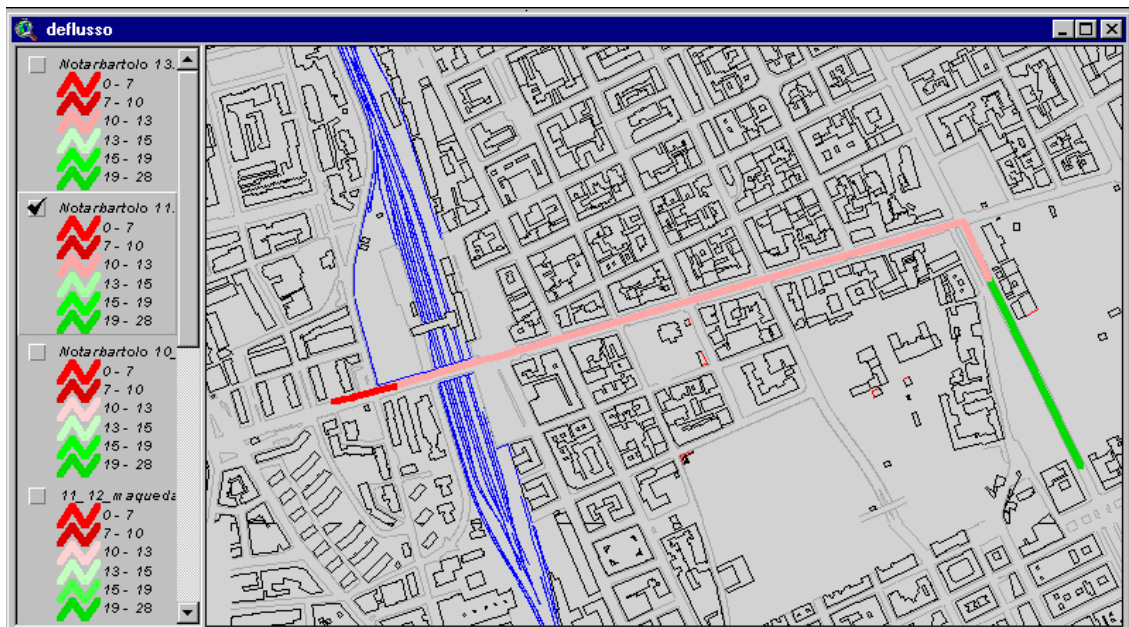 deflusso
Notarbartolo 13.
0 - 7
7 - 10
10 - 13
13 - 15
15 - 19
19 - 28
Notarbartolo 11.
0 - 7
7 - 10
10 - 13
13 - 15
15 - 19
19 - 28
Notarbartolo 10_
0 - 7
7 - 10
10 - 13
13 - 15
15 - 19
19 - 28
11_12_maqueda
0 - 7
7 - 10
10 - 13
13 - 15
15 - 19
19 - 28